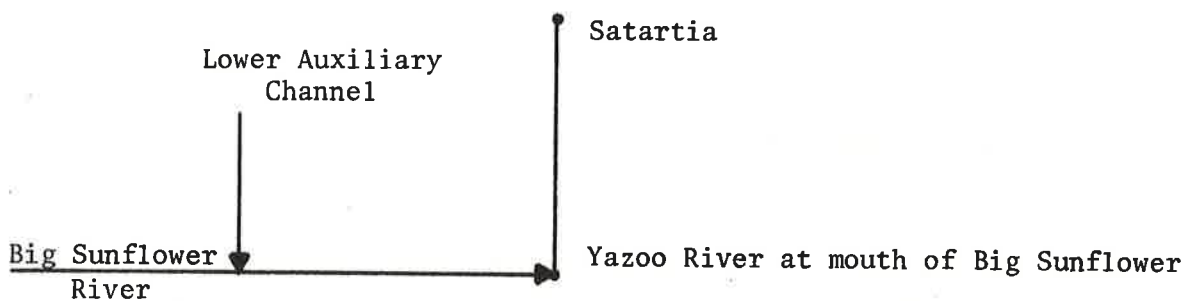 Satartia
Lower Auxiliary
Channel
Big Sunflower
River
Yazoo River at mouth of Big Sunflower